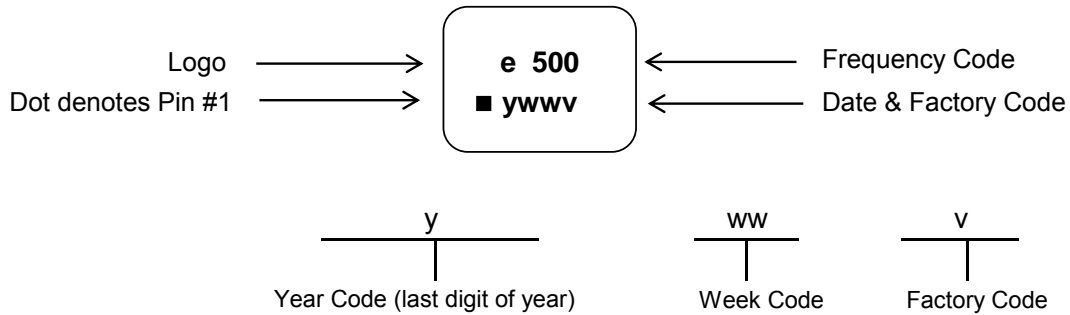 Logo
e 500
Frequency Code
Dot denotes Pin #1
■ ywwv
Date & Factory Code
y
ww
v
Year Code (last digit of year)
Week Code
Factory Code